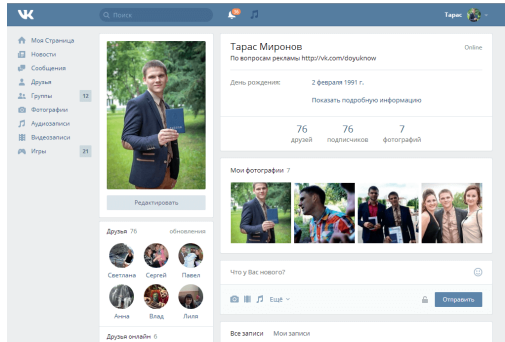 Поиск
Тарас
Моя Страница
Новости
Сообщения
Друзья
Группы 12
Фотографии
Аудиозаписи
Видеозаписи
Игры 21
Редактировать
Друзья 76 обновления
Светлана Сергей Павел
Анна Влад Лиля
Друзья онлайн 6
Тарас Миронов Online
По вопросам рекламы http://vk.com/doyuknow
День рождения: 2 февраля 1991 г.
Показать подробную информацию
76 76 7
друзей подписчиков фотографий
Мои фотографии 7
Что у Вас нового?
Ещё
Отправить
Все записи Мои записи